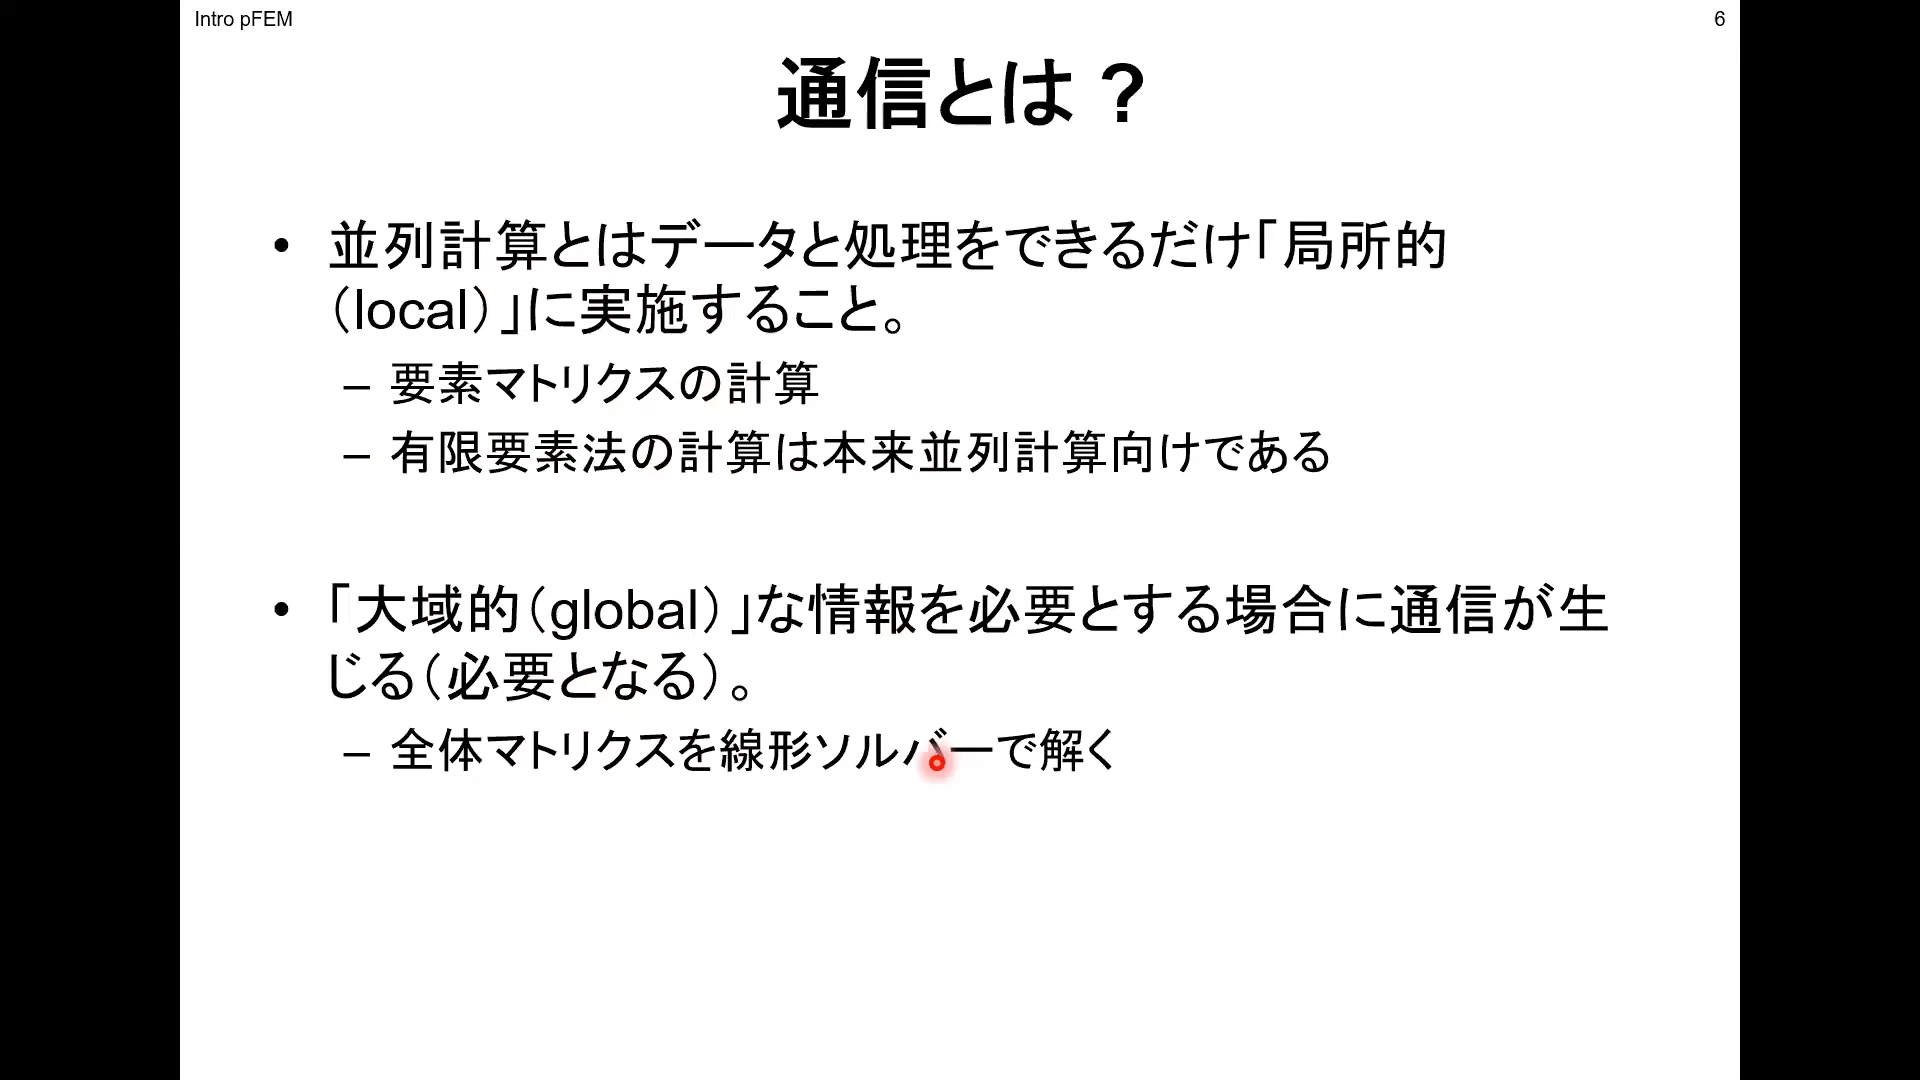 Intro pFEM
6
通信とは？
• 並列計算とはデータと処理をできるだけ「局所的
（local）」に実施すること。
– 要素マトリクスの計算
– 有限要素法の計算は本来並列計算向けである
• 「大域的（global）」な情報を必要とする場合に通信が生
じる（必要となる）。
– 全体マトリクスを線形ソルバーで解く